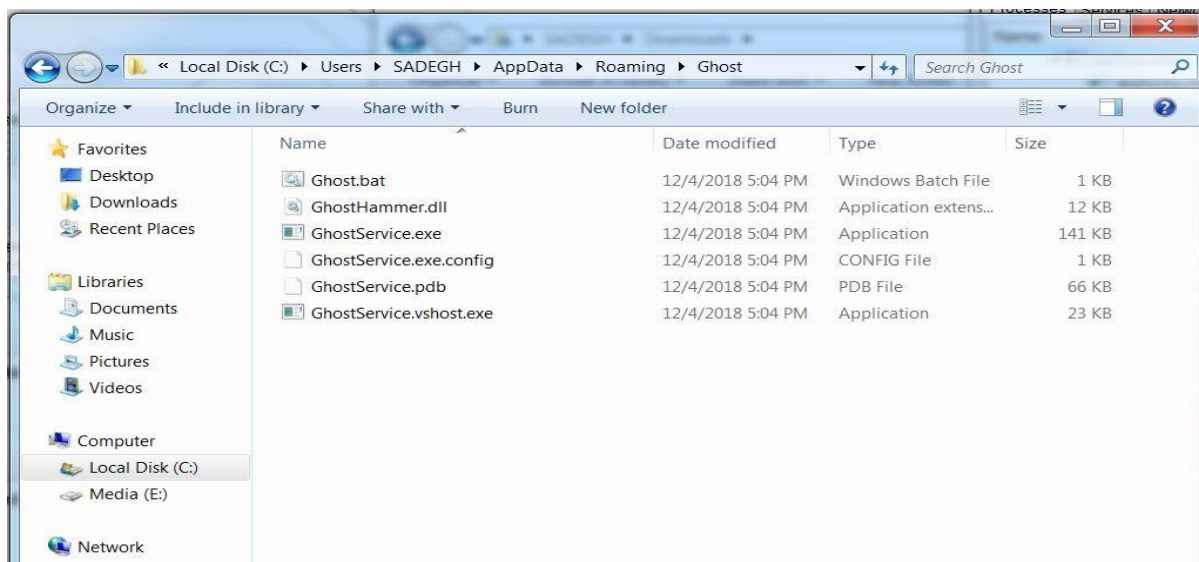 Processes Services Netwo
SADEGH Downloads
« Local Disk (C:) Users SADEGH AppData Roaming Ghost Search Ghost
Organize Include in library Share with Burn New folder
Favorites
Desktop
Downloads
Recent Places
Libraries
Documents
Music
Pictures
Videos
Computer
Local Disk (C:)
Media (E:)
Network
Name Date modified Type Size
Ghost.bat 12/4/2018 5:04 PM Windows Batch File 1 KB
GhostHammer.dll 12/4/2018 5:04 PM Application extens... 12 KB
GhostService.exe 12/4/2018 5:04 PM Application 141 KB
GhostService.exe.config 12/4/2018 5:04 PM CONFIG File 1 KB
GhostService.pdb 12/4/2018 5:04 PM PDB File 66 KB
GhostService.vshost.exe 12/4/2018 5:04 PM Application 23 KB